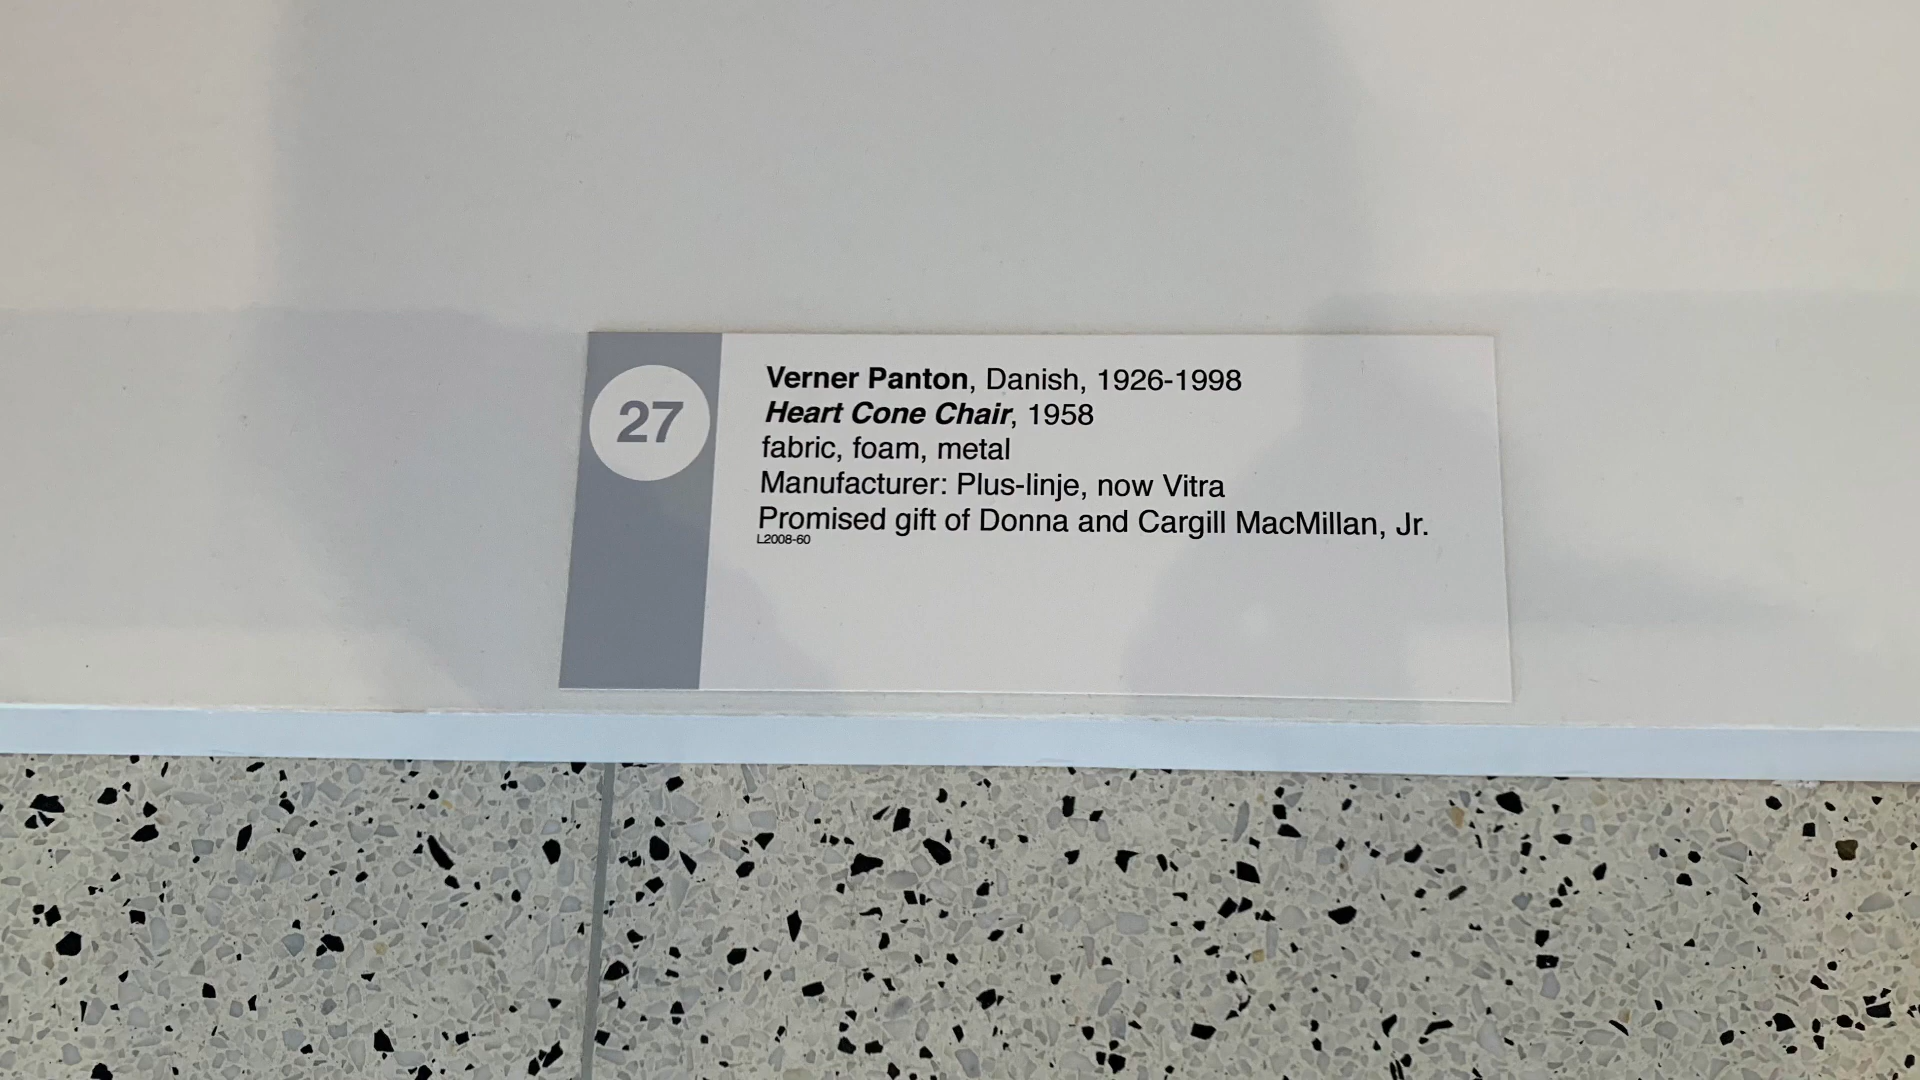 27
Verner Panton, Danish, 1926-1998
Heart Cone Chair, 1958
fabric, foam, metal
Manufacturer: Plus-linje, now Vitra
Promised gift of Donna and Cargill MacMillan, Jr.
L2008-60